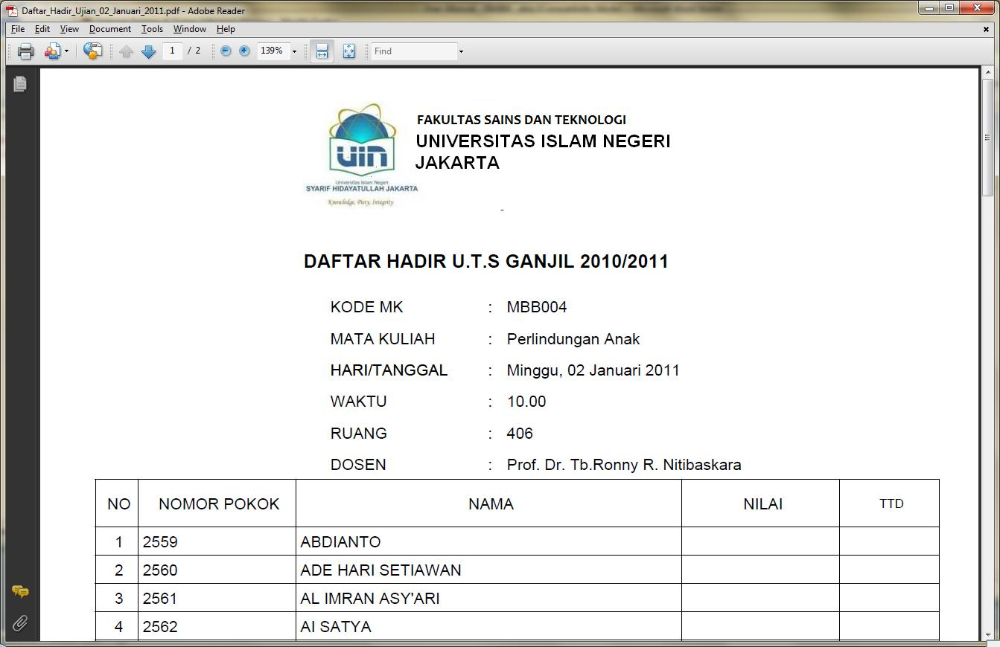 Daftar_Hadir_Ujian_02_Januari_2011.pdf - Adobe Reader
File Edit View Document Tools Window Help
1 / 2 139% Find
FAKULTAS SAINS DAN TEKNOLOGI
UNIVERSITAS ISLAM NEGERI
JAKARTA
uin
Universitas Islam Negeri
SYARIF HIDAYATULLAH JAKARTA
Knowledge, Piety, Integrity
-
DAFTAR HADIR U.T.S GANJIL 2010/2011
KODE MK : MBB004
MATA KULIAH : Perlindungan Anak
HARI/TANGGAL : Minggu, 02 Januari 2011
WAKTU : 10.00
RUANG : 406
DOSEN : Prof. Dr. Tb.Ronny R. Nitibaskara
NO NOMOR POKOK NAMA NILAI TTD
1 2559 ABDIANTO
2 2560 ADE HARI SETIAWAN
3 2561 AL IMRAN ASY'ARI
4 2562 AI SATYA